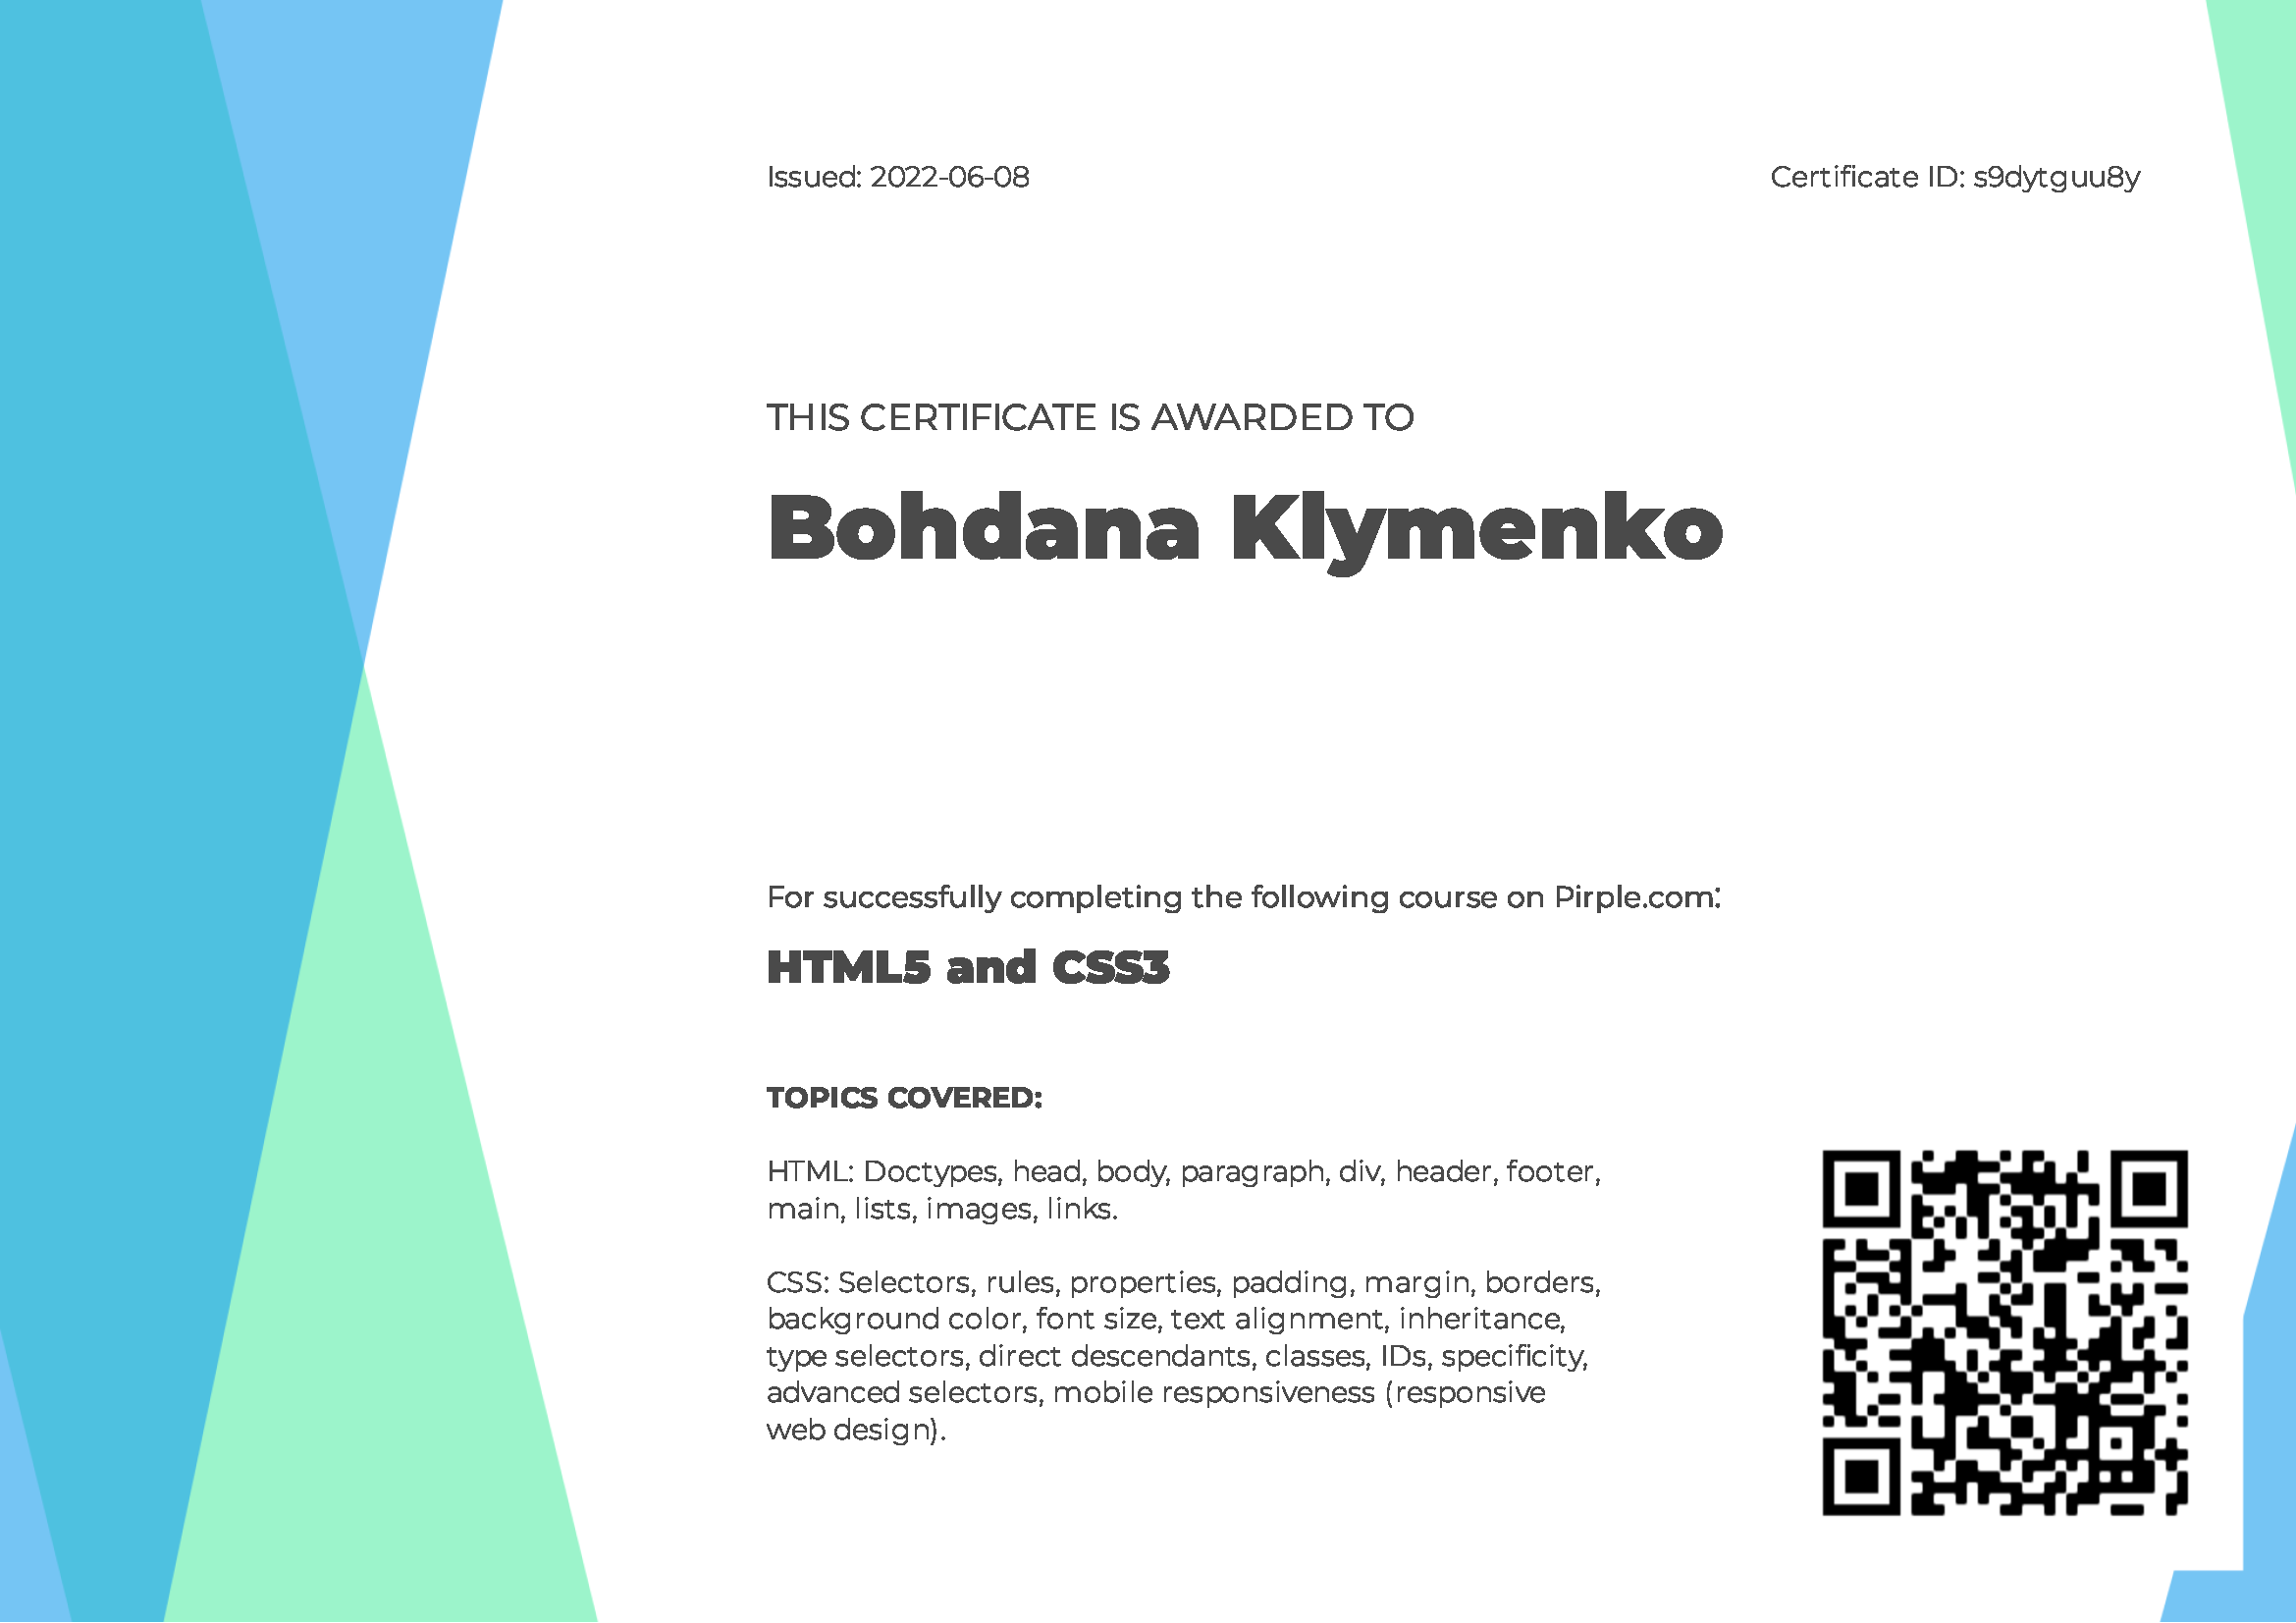 Issued: 2022-06-08
Certificate ID: s9dytguu8y
THIS CERTIFICATE IS AWARDED TO
Bohdana Klymenko
For successfully completing the following course on Pirple.com:
HTML5 and CSS3
TOPICS COVERED:
HTML: Doctypes, head, body, paragraph, div, header, footer,
main, lists, images, links.
CSS: Selectors, rules, properties, padding, margin, borders,
background color, font size, text alignment, inheritance,
type selectors, direct descendants, classes, IDs, specificity,
advanced selectors, mobile responsiveness (responsive
web design).